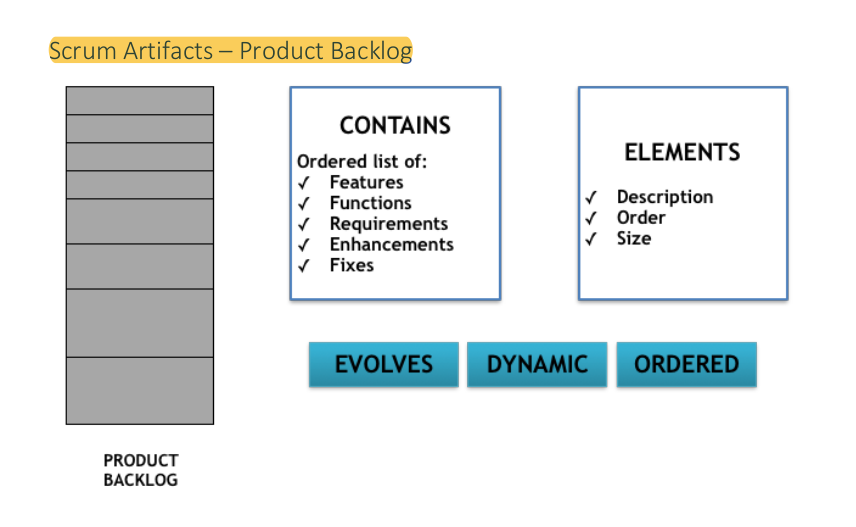 Scrum Artifacts – Product Backlog
CONTAINS
Ordered list of:
✓ Features
✓ Functions
✓ Requirements
✓ Enhancements
✓ Fixes
ELEMENTS
✓ Description
✓ Order
✓ Size
EVOLVES
DYNAMIC
ORDERED
PRODUCT
BACKLOG